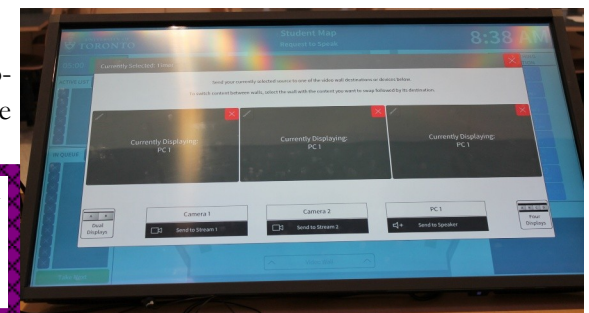 o-
e
TORONTO
Student Map
Request to Speak
8:38 AM
Currently Selected: Timer
Send your currently selected source to one of the video wall destinations or devices below.
To switch content between walls, select the wall with the content you want to swap followed by its destination.
Currently Displaying:
PC 1
Currently Displaying:
PC 1
Currently Displaying:
PC 1
IN QUEUE
Dual
Displays
Camera 1
Send to Stream 1
Camera 2
Send to Stream 2
PC 1
Send to Speaker
Four
Displays